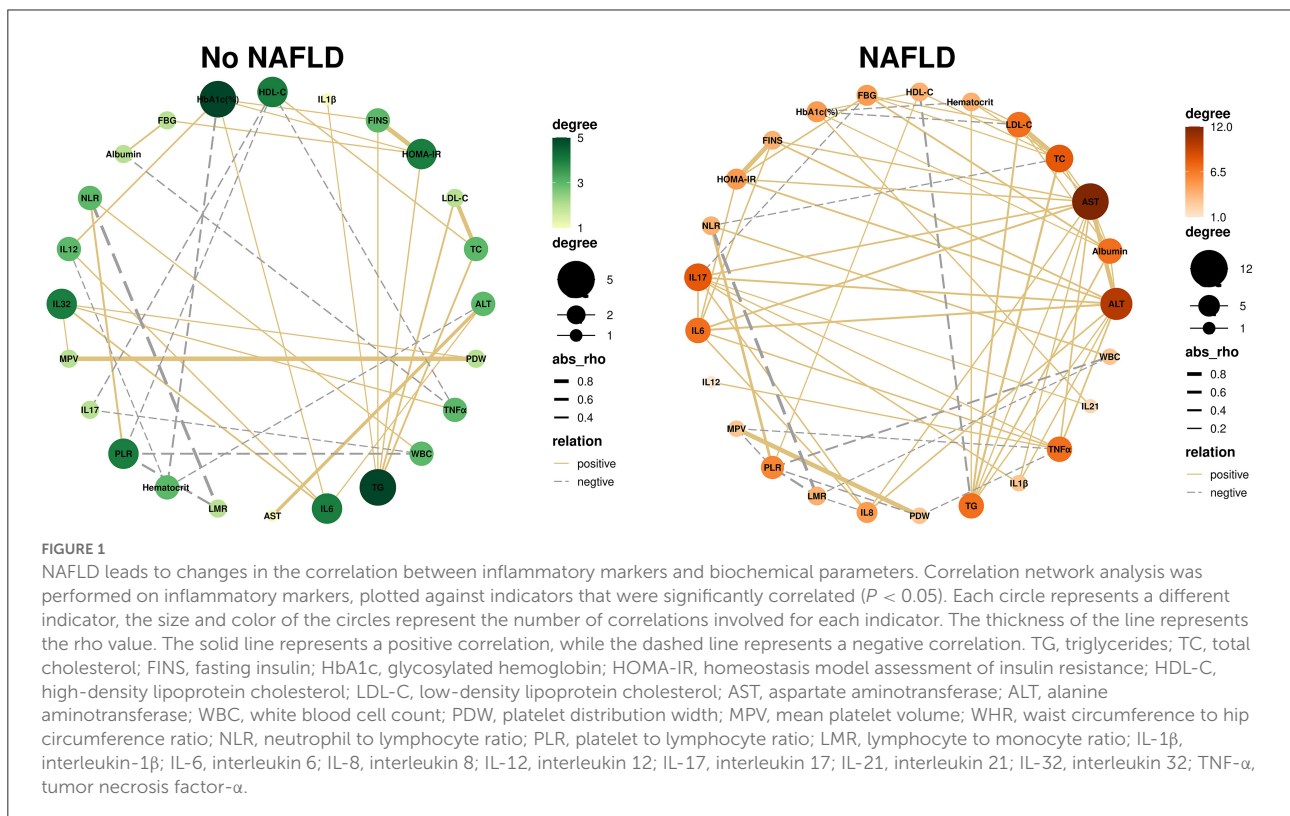 No NAFLD
HDL-C
HbA1c(%)
IL1β
FBG
FINS
Albumin
HOMA-IR
NLR
LDL-C
IL12
TC
IL32
ALT
MPV
PDW
IL17
TNFα
PLR
WBC
Hematocrit
TG
LMR
AST
IL6
degree
5
3
1
degree
5
2
1
abs_rho
0.8
0.6
0.4
relation
positive
negtive
NAFLD
HDL-C
FBG
Hematocrit
HbA1c(%)
LDL-C
FINS
TC
HOMA-IR
AST
NLR
Albumin
IL17
ALT
IL6
WBC
IL12
IL21
MPV
TNFα
PLR
IL1β
LMR
TG
IL8
PDW
degree
12.0
6.5
1.0
degree
12
5
1
abs_rho
0.8
0.6
0.4
0.2
relation
positive
negtive
FIGURE 1
NAFLD leads to changes in the correlation between inflammatory markers and biochemical parameters. Correlation network analysis was
performed on inflammatory markers, plotted against indicators that were significantly correlated (P < 0.05). Each circle represents a different
indicator, the size and color of the circles represent the number of correlations involved for each indicator. The thickness of the line represents
the rho value. The solid line represents a positive correlation, while the dashed line represents a negative correlation. TG, triglycerides; TC, total
cholesterol; FINS, fasting insulin; HbA1c, glycosylated hemoglobin; HOMA-IR, homeostasis model assessment of insulin resistance; HDL-C,
high-density lipoprotein cholesterol; LDL-C, low-density lipoprotein cholesterol; AST, aspartate aminotransferase; ALT, alanine
aminotransferase; WBC, white blood cell count; PDW, platelet distribution width; MPV, mean platelet volume; WHR, waist circumference to hip
circumference ratio; NLR, neutrophil to lymphocyte ratio; PLR, platelet to lymphocyte ratio; LMR, lymphocyte to monocyte ratio; IL-1β,
interleukin-1β; IL-6, interleukin 6; IL-8, interleukin 8; IL-12, interleukin 12; IL-17, interleukin 17; IL-21, interleukin 21; IL-32, interleukin 32; TNF-α,
tumor necrosis factor-α.